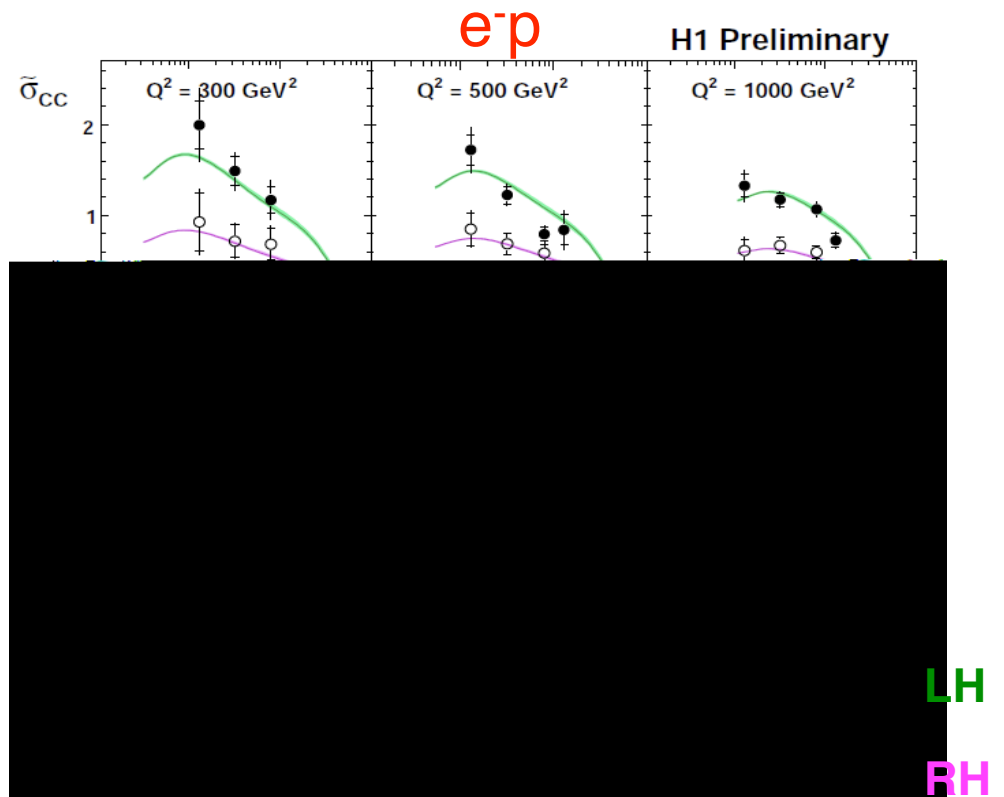 e-p
H1 Preliminary
σ̃CC
Q² = 300 GeV²
Q² = 500 GeV²
Q² = 1000 GeV²
2
1
LH
RH